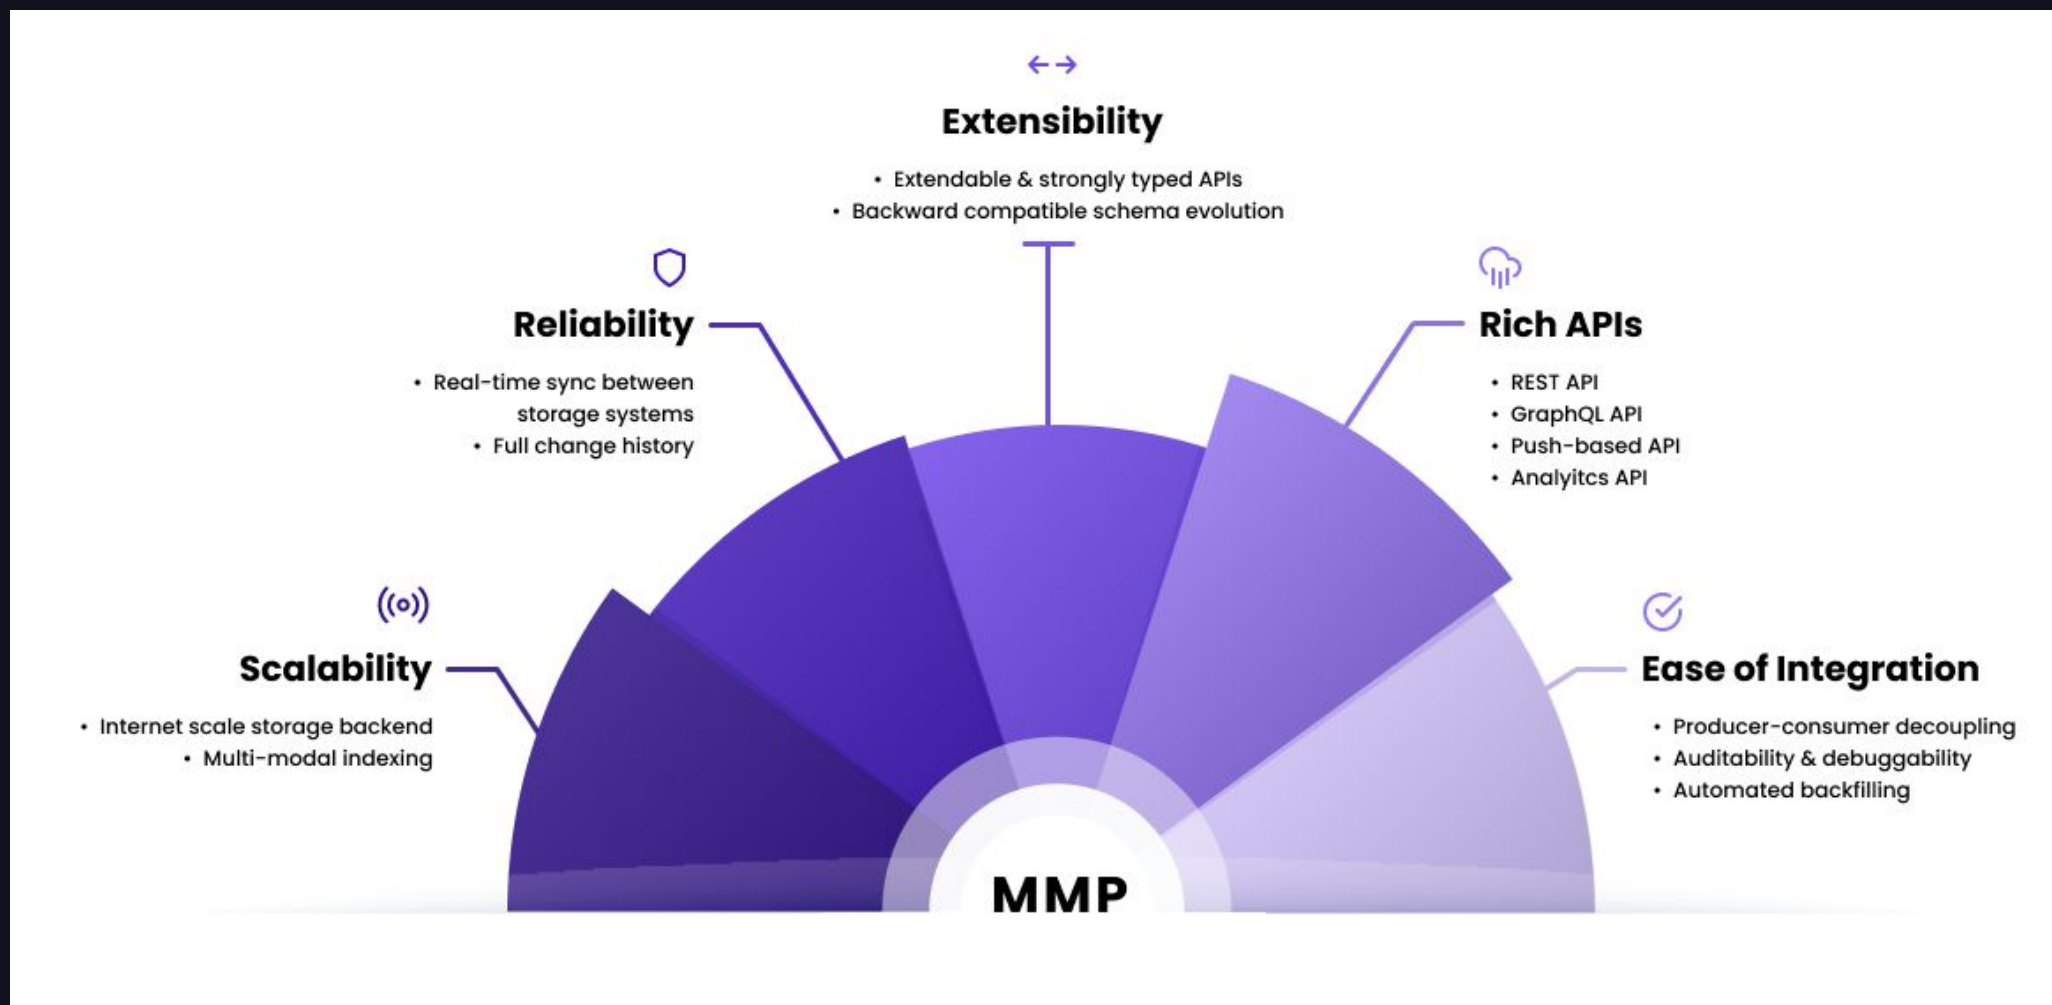 Extensibility
• Extendable & strongly typed APIs
• Backward compatible schema evolution
Reliability
• Real-time sync between
storage systems
• Full change history
Rich APIs
• REST API
• GraphQL API
• Push-based API
• Analyitcs API
Scalability
• Internet scale storage backend
• Multi-modal indexing
Ease of Integration
• Producer-consumer decoupling
• Auditability & debuggability
• Automated backfilling
MMP